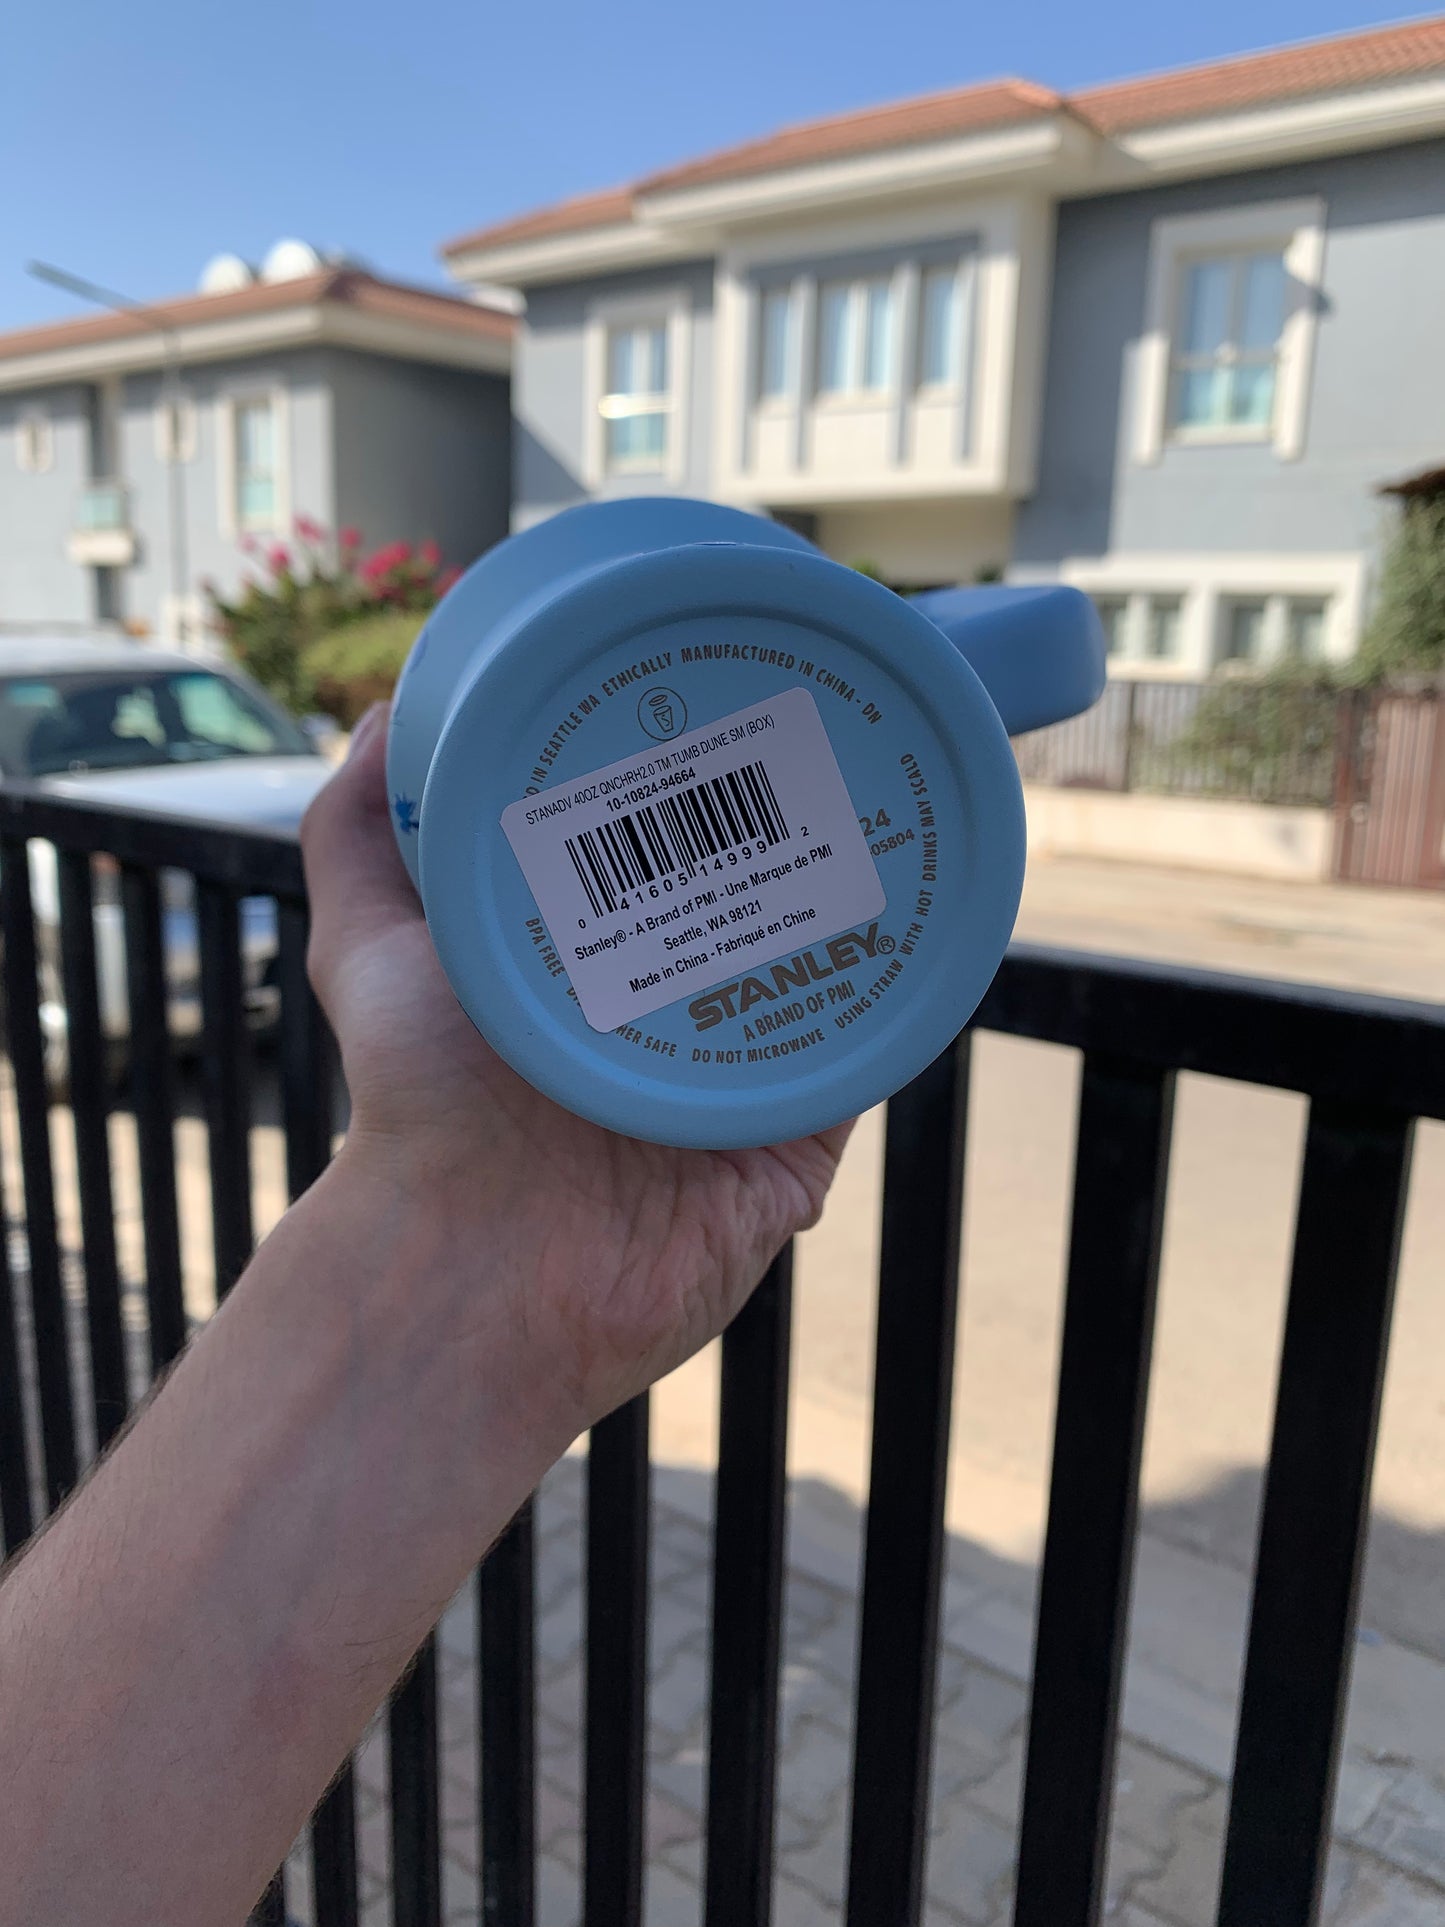 IN SEATTLE WA ETHICALLY MANUFACTURED IN CHINA - ON
STANADV 40OZ QNCHRH2.0 TM TUMB DUNE SM (BOX)
10-10824-94664
0 41605 14999 2
Stanley® - A Brand of PMI - Une Marque de PMI
Seattle, WA 98121
Made in China - Fabriqué en Chine
24
05804
STANLEY®
A BRAND OF PMI
BPA FREE
HER SAFE DO NOT MICROWAVE USING STRAW WITH HOT DRINKS MAY SCALD